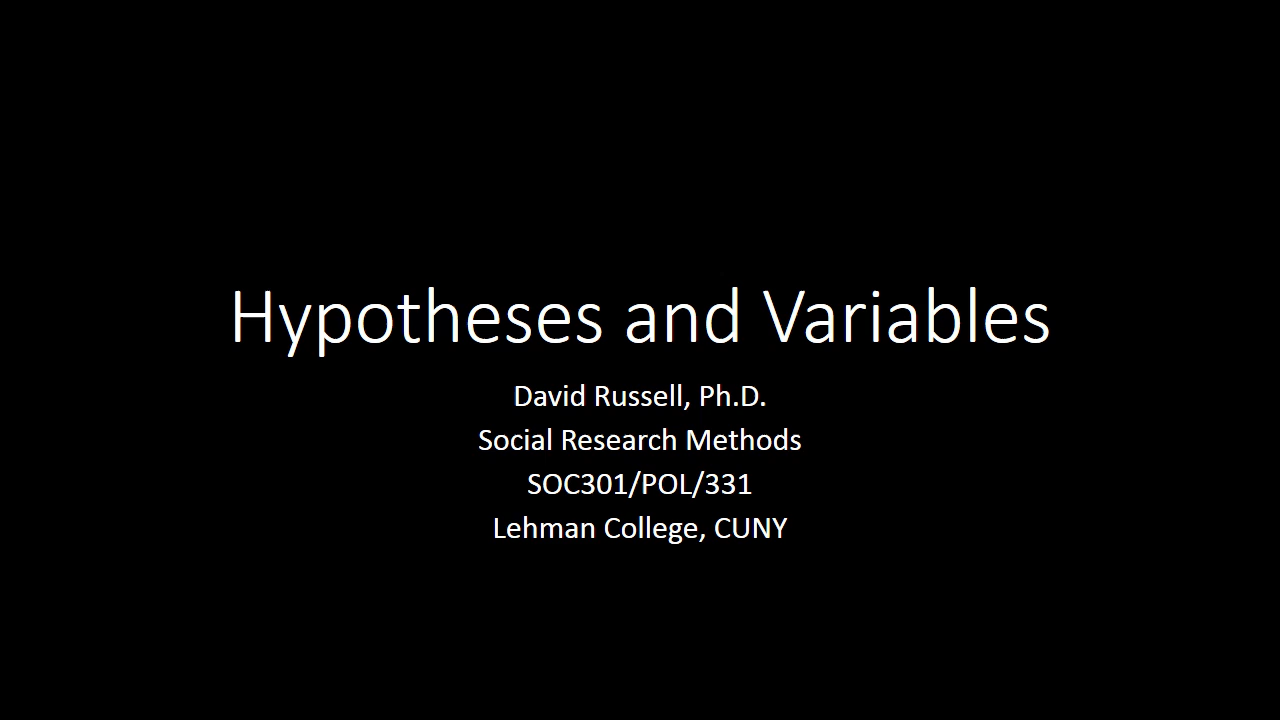 Hypotheses and Variables
David Russell, Ph.D.
Social Research Methods
SOC301/POL/331
Lehman College, CUNY